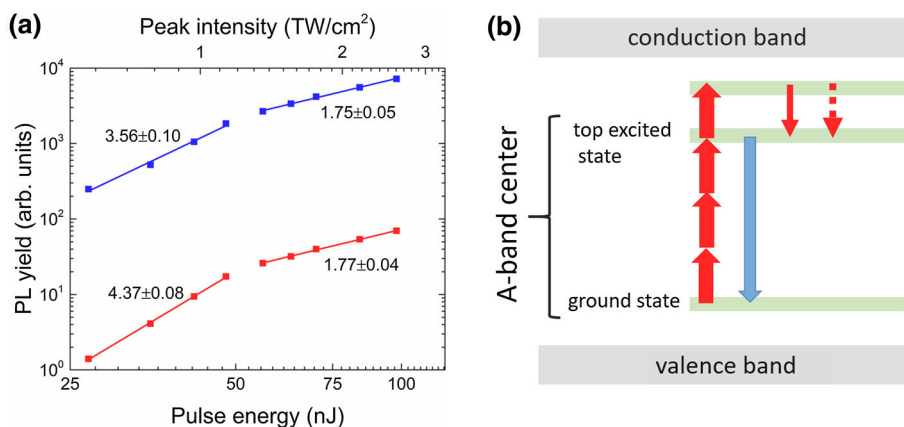 (a)
Peak intensity (TW/cm²)
1 2 3
10⁴
10³
10²
10¹
10⁰
PL yield (arb. units)
3.56±0.10
1.75±0.05
4.37±0.08
1.77±0.04
25 50 75 100
Pulse energy (nJ)
(b)
conduction band
A-band center
top excited
state
ground state
valence band